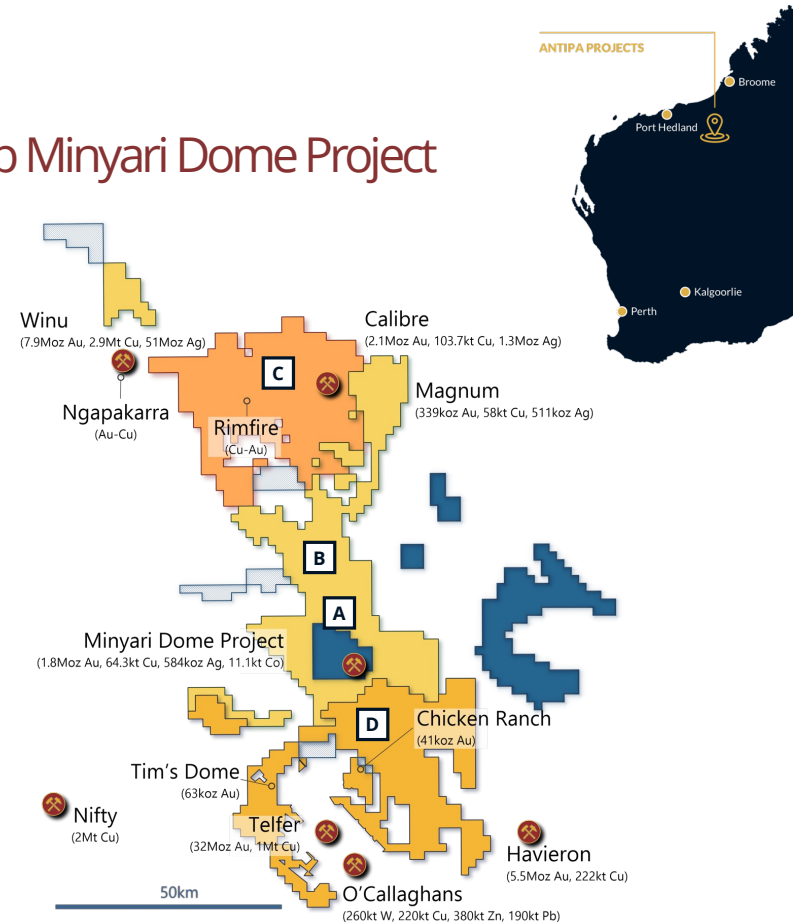 ANTIPA PROJECTS
Broome
Port Hedland
Kalgoorlie
Perth
Minyari Dome Project
Winu
(7.9Moz Au, 2.9Mt Cu, 51Moz Ag)
Calibre
(2.1Moz Au, 103.7kt Cu, 1.3Moz Ag)
C
Magnum
(339koz Au, 58kt Cu, 511koz Ag)
Ngapakarra
(Au-Cu)
Rimfire
(Cu-Au)
B
A
Minyari Dome Project
(1.8Moz Au, 64.3kt Cu, 584koz Ag, 11.1kt Co)
D
Chicken Ranch
(41koz Au)
Tim's Dome
(63koz Au)
Nifty
(2Mt Cu)
Telfer
(32Moz Au, 1Mt Cu)
Havieron
(5.5Moz Au, 222kt Cu)
O'Callaghans
(260kt W, 220kt Cu, 380kt Zn, 190kt Pb)
50km